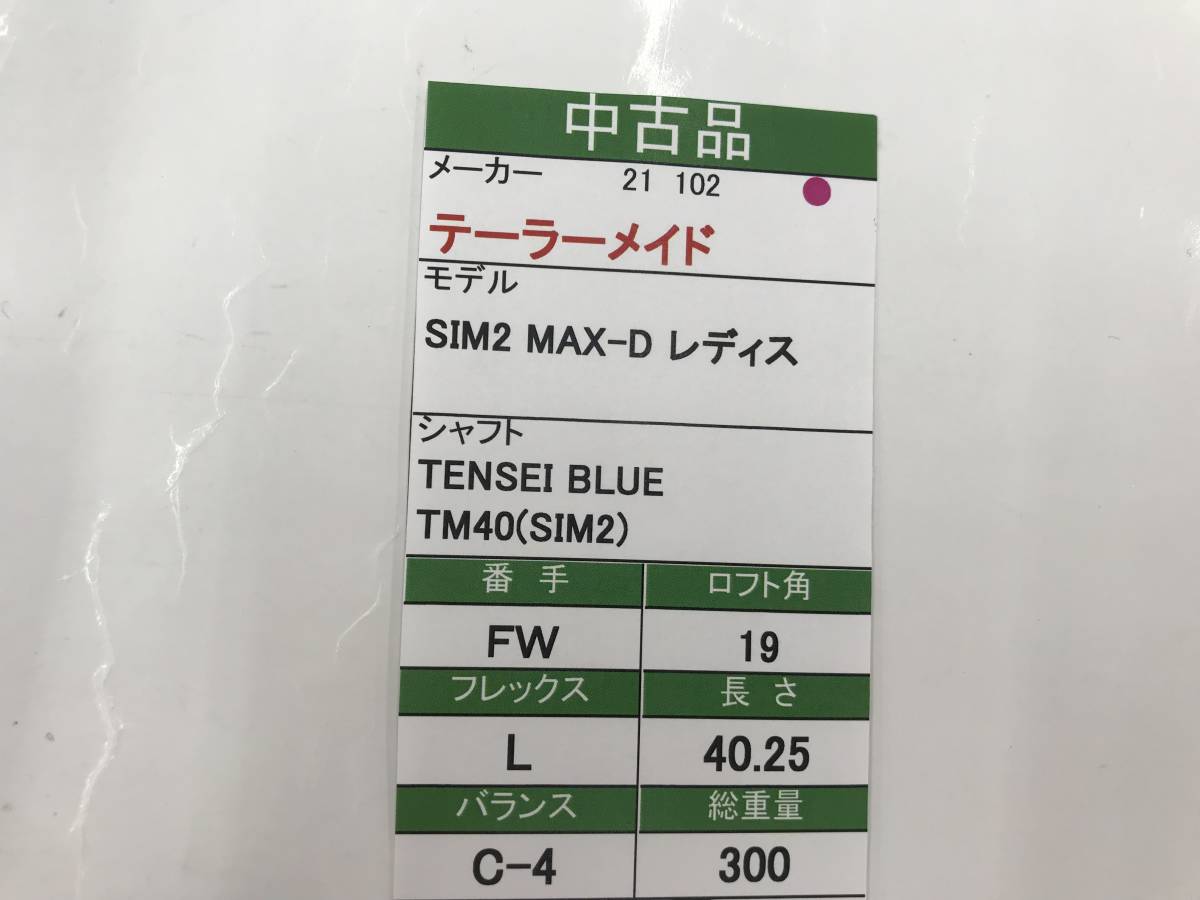 中古品
メーカー 21 102
テーラーメイド
モデル
SIM2 MAX-D レディス
シャフト
TENSEI BLUE
TM40(SIM2)
番 手 ロフト角
FW 19
フレックス 長 さ
L 40.25
バランス 総重量
C-4 300